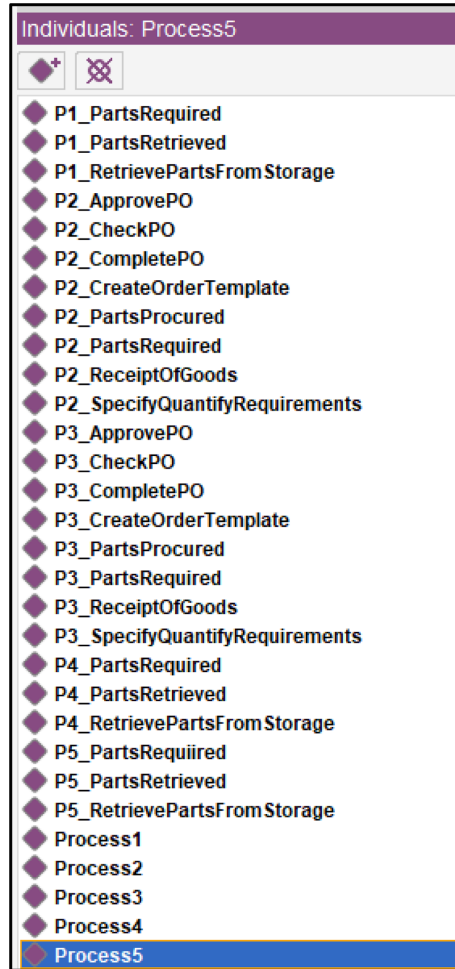 Individuals: Process5
P1_PartsRequired
P1_PartsRetrieved
P1_RetrievePartsFromStorage
P2_ApprovePO
P2_CheckPO
P2_CompletePO
P2_CreateOrderTemplate
P2_PartsProcured
P2_PartsRequired
P2_ReceiptOfGoods
P2_SpecifyQuantifyRequirements
P3_ApprovePO
P3_CheckPO
P3_CompletePO
P3_CreateOrderTemplate
P3_PartsProcured
P3_PartsRequired
P3_ReceiptOfGoods
P3_SpecifyQuantifyRequirements
P4_PartsRequired
P4_PartsRetrieved
P4_RetrievePartsFromStorage
P5_PartsRequiired
P5_PartsRetrieved
P5_RetrievePartsFromStorage
Process1
Process2
Process3
Process4
Process5